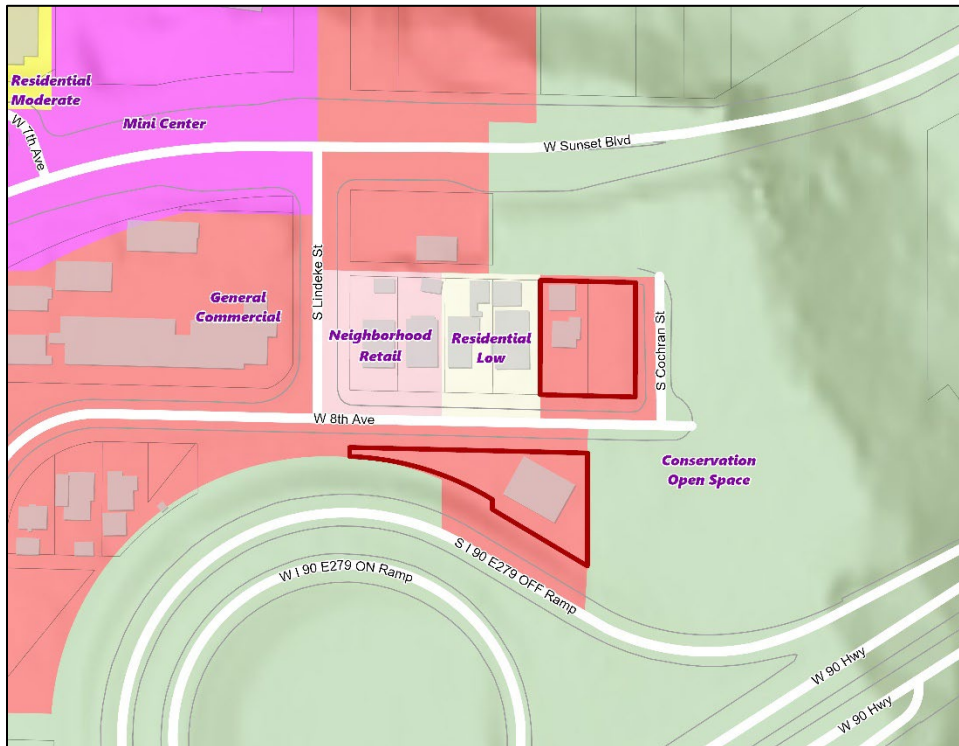 Residential
Moderate
W 7th Ave
Mini Center
W Sunset Blvd
S Lindeke St
General
Commercial
Neighborhood
Retail
Residential
Low
S Cochran St
W 8th Ave
Conservation
Open Space
S I 90 E279 OFF Ramp
W I 90 E279 ON Ramp
W 90 Hwy
W 90 Hwy